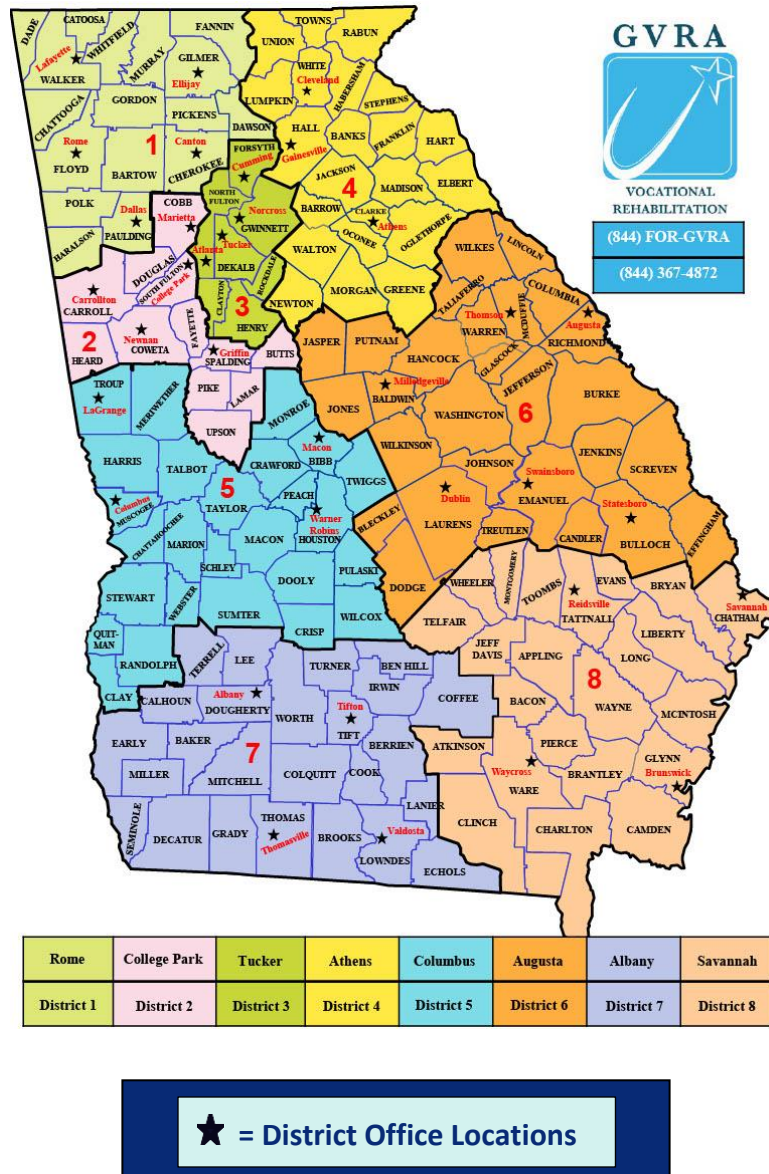 GVRA
VOCATIONAL
REHABILITATION
(844) FOR-GVRA
(844) 367-4872
DADE
CATOOSA
WHITFIELD
MURRAY
FANNIN
Lafayette
WALKER
GILMER
Ellijay
CHATTOOGA
GORDON
PICKENS
DAWSON
Rome
FLOYD
1
BARTOW
Canton
CHEROKEE
POLK
HARALSON
Dallas
PAULDING
TOWNS
RABUN
UNION
WHITE
Cleveland
HABERSHAM
LUMPKIN
STEPHENS
HALL
Gainesville
BANKS
FRANKLIN
HART
JACKSON
4
MADISON
ELBERT
BARROW
CLARKE
Athens
OCONEE
OGLETHORPE
WALTON
MORGAN
GREENE
NEWTON
FORSYTH
Cumming
NORTH
FULTON
Norcross
GWINNETT
Tucker
Atlanta
DEKALB
ROCKDALE
CLAYTON
3
HENRY
COBB
Marietta
DOUGLAS
SOUTH FULTON
College Park
Carrollton
CARROLL
2
HEARD
Newnan
COWETA
FAYETTE
Griffin
SPALDING
BUTTS
PIKE
LAMAR
UPSON
WILKES
LINCOLN
TALIAFERRO
COLUMBIA
Thomson
WARREN
MCDUFFIE
Augusta
RICHMOND
JASPER
PUTNAM
HANCOCK
GLASCOCK
JEFFERSON
Milledgeville
BALDWIN
6
BURKE
JONES
WASHINGTON
WILKINSON
JENKINS
SCREVEN
JOHNSON
Swainsboro
EMANUEL
Dublin
LAURENS
Statesboro
BULLOCH
BLECKLEY
TREUTLEN
CANDLER
EFFINGHAM
DODGE
TROUP
LaGrange
MERIWETHER
MONROE
HARRIS
TALBOT
5
CRAWFORD
Macon
BIBB
TWIGGS
Columbus
MUSCOGEE
TAYLOR
PEACH
Warner
Robins
HOUSTON
CHATTAHOOCHEE
MARION
MACON
SCHLEY
DOOLY
PULASKI
STEWART
WEBSTER
SUMTER
CRISP
WILCOX
QUIT-
MAN
RANDOLPH
CLAY
TERRELL
LEE
TURNER
BEN HILL
IRWIN
COFFEE
CALHOUN
Albany
DOUGHERTY
WORTH
Tifton
TIFT
EARLY
BAKER
7
BERRIEN
MILLER
MITCHELL
COLQUITT
COOK
LANIER
SEMINOLE
DECATUR
GRADY
THOMAS
Thomasville
BROOKS
Valdosta
LOWNDES
ECHOLS
WHEELER
MONTGOMERY
TOOMBS
EVANS
BRYAN
Savannah
CHATHAM
Reidsville
TATTNALL
TELFAIR
JEFF
DAVIS
APPLING
LONG
LIBERTY
8
BACON
WAYNE
MCINTOSH
ATKINSON
PIERCE
GLYNN
Brunswick
Waycross
WARE
BRANTLEY
CLINCH
CHARLTON
CAMDEN
Rome College Park Tucker Athens Columbus Augusta Albany Savannah
District 1 District 2 District 3 District 4 District 5 District 6 District 7 District 8
★ = District Office Locations